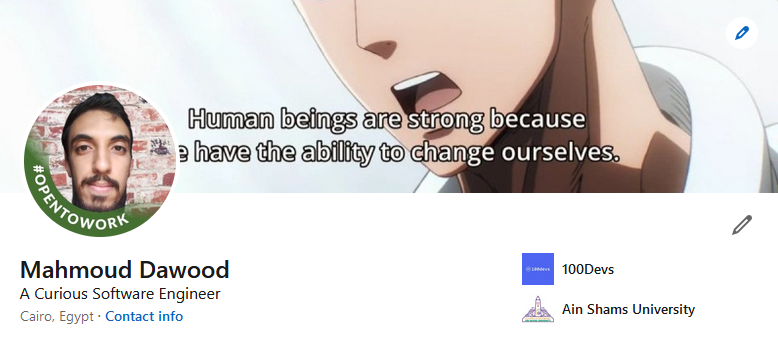 Human beings are strong because
e have the ability to change ourselves.
#OPENTOWORK
Mahmoud Dawood
A Curious Software Engineer
Cairo, Egypt · Contact info
100Devs
100Devs
Ain Shams University